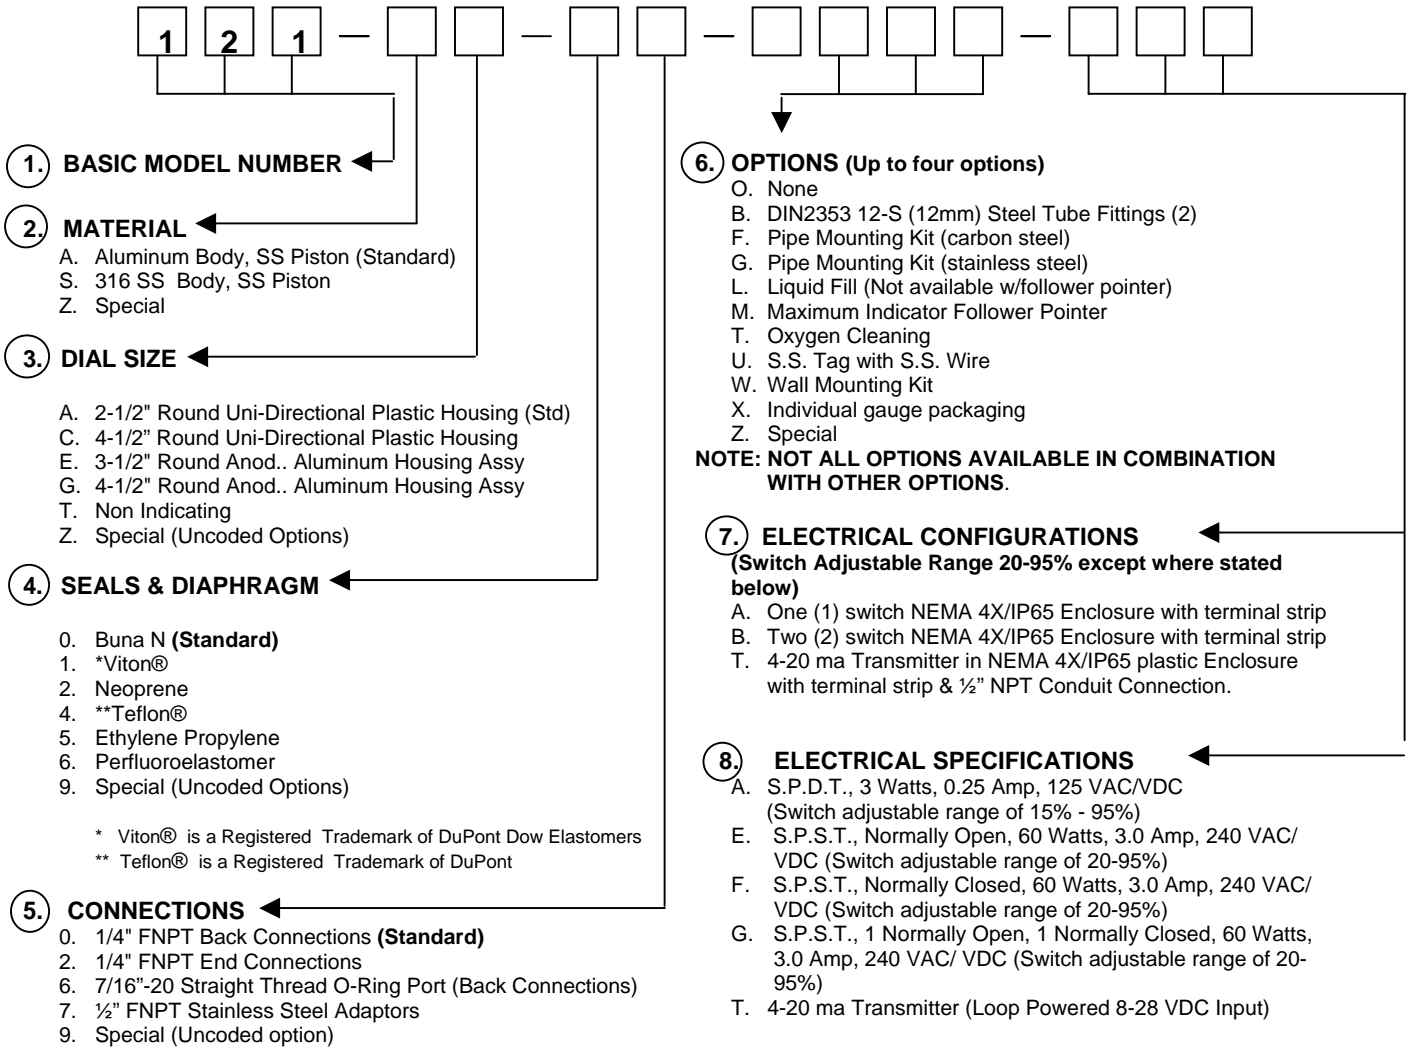 1 2 1 — — — —
1. BASIC MODEL NUMBER
2. MATERIAL
A. Aluminum Body, SS Piston (Standard)
S. 316 SS Body, SS Piston
Z. Special
3. DIAL SIZE
A. 2-1/2" Round Uni-Directional Plastic Housing (Std)
C. 4-1/2” Round Uni-Directional Plastic Housing
E. 3-1/2" Round Anod.. Aluminum Housing Assy
G. 4-1/2" Round Anod.. Aluminum Housing Assy
T. Non Indicating
Z. Special (Uncoded Options)
4. SEALS & DIAPHRAGM
0. Buna N (Standard)
1. *Viton®
2. Neoprene
4. **Teflon®
5. Ethylene Propylene
6. Perfluoroelastomer
9. Special (Uncoded Options)
* Viton® is a Registered Trademark of DuPont Dow Elastomers
** Teflon® is a Registered Trademark of DuPont
5. CONNECTIONS
0. 1/4" FNPT Back Connections (Standard)
2. 1/4" FNPT End Connections
6. 7/16”-20 Straight Thread O-Ring Port (Back Connections)
7. ½” FNPT Stainless Steel Adaptors
9. Special (Uncoded option)
6. OPTIONS (Up to four options)
O. None
B. DIN2353 12-S (12mm) Steel Tube Fittings (2)
F. Pipe Mounting Kit (carbon steel)
G. Pipe Mounting Kit (stainless steel)
L. Liquid Fill (Not available w/follower pointer)
M. Maximum Indicator Follower Pointer
T. Oxygen Cleaning
U. S.S. Tag with S.S. Wire
W. Wall Mounting Kit
X. Individual gauge packaging
Z. Special
NOTE: NOT ALL OPTIONS AVAILABLE IN COMBINATION
WITH OTHER OPTIONS.
7. ELECTRICAL CONFIGURATIONS
(Switch Adjustable Range 20-95% except where stated
below)
A. One (1) switch NEMA 4X/IP65 Enclosure with terminal strip
B. Two (2) switch NEMA 4X/IP65 Enclosure with terminal strip
T. 4-20 ma Transmitter in NEMA 4X/IP65 plastic Enclosure
with terminal strip & ½” NPT Conduit Connection.
8. ELECTRICAL SPECIFICATIONS
A. S.P.D.T., 3 Watts, 0.25 Amp, 125 VAC/VDC
(Switch adjustable range of 15% - 95%)
E. S.P.S.T., Normally Open, 60 Watts, 3.0 Amp, 240 VAC/
VDC (Switch adjustable range of 20-95%)
F. S.P.S.T., Normally Closed, 60 Watts, 3.0 Amp, 240 VAC/
VDC (Switch adjustable range of 20-95%)
G. S.P.S.T., 1 Normally Open, 1 Normally Closed, 60 Watts,
3.0 Amp, 240 VAC/ VDC (Switch adjustable range of 20-
95%)
T. 4-20 ma Transmitter (Loop Powered 8-28 VDC Input)